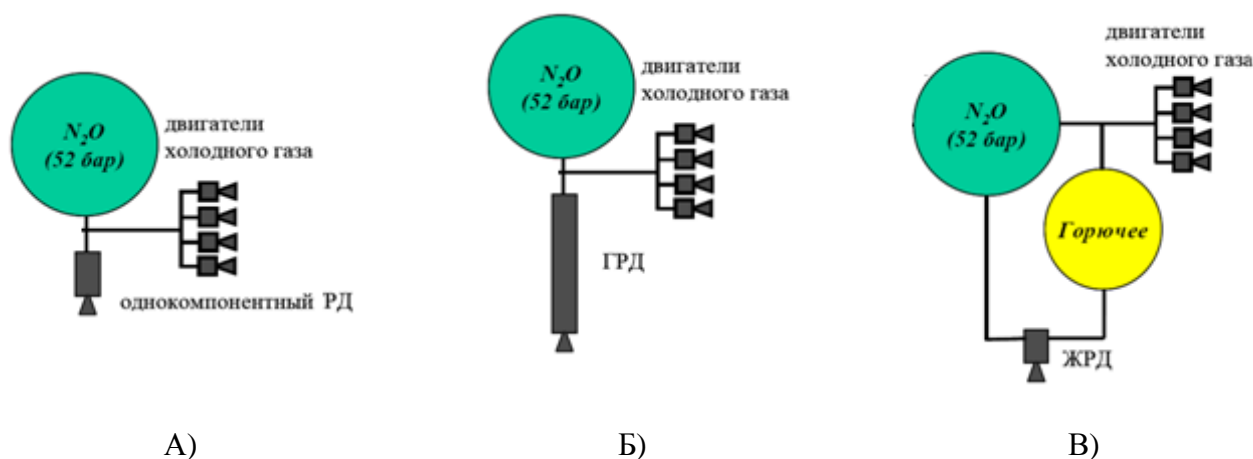 N₂O
(52 бар)
двигатели
холодного газа
однокомпонентный РД
А)
N₂O
(52 бар)
двигатели
холодного газа
ГРД
Б)
двигатели
холодного газа
N₂O
(52 бар)
Горючее
ЖРД
В)